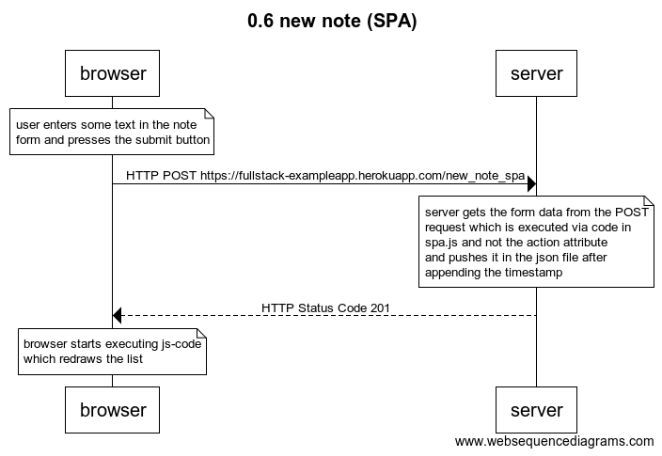 0.6 new note (SPA)
browser
server
user enters some text in the note
form and presses the submit button
HTTP POST https://fullstack-exampleapp.herokuapp.com/new_note_spa
server gets the form data from the POST
request which is executed via code in
spa.js and not the action attribute
and pushes it in the json file after
appending the timestamp
HTTP Status Code 201
browser starts executing js-code
which redraws the list
browser
server
www.websequencediagrams.com